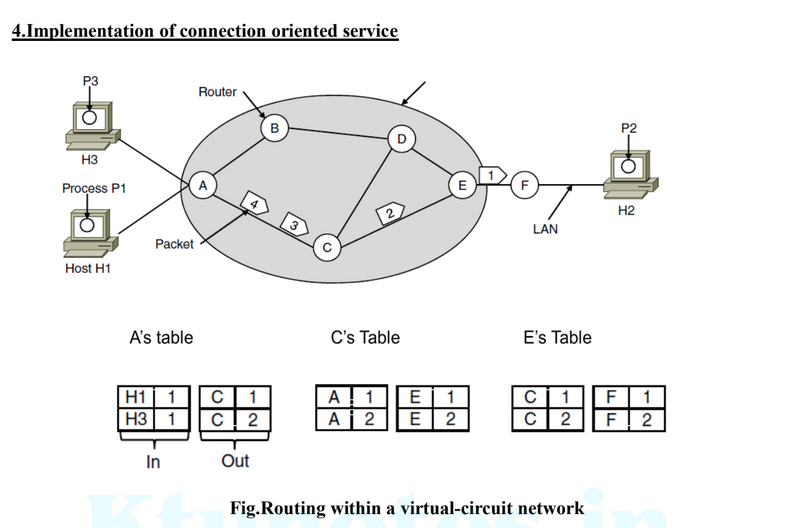 4.Implementation of connection oriented service
P3
Router
B
D
P2
H3
A
E
1
F
Process P1
4
3
2
H2
LAN
Packet
C
Host H1
A's table
C's Table
E's Table
H1 1 C 1 A 1 E 1 C 1 F 1
H3 1 C 2 A 2 E 2 C 2 F 2
In Out
Fig.Routing within a virtual-circuit network
Ktunotes.in